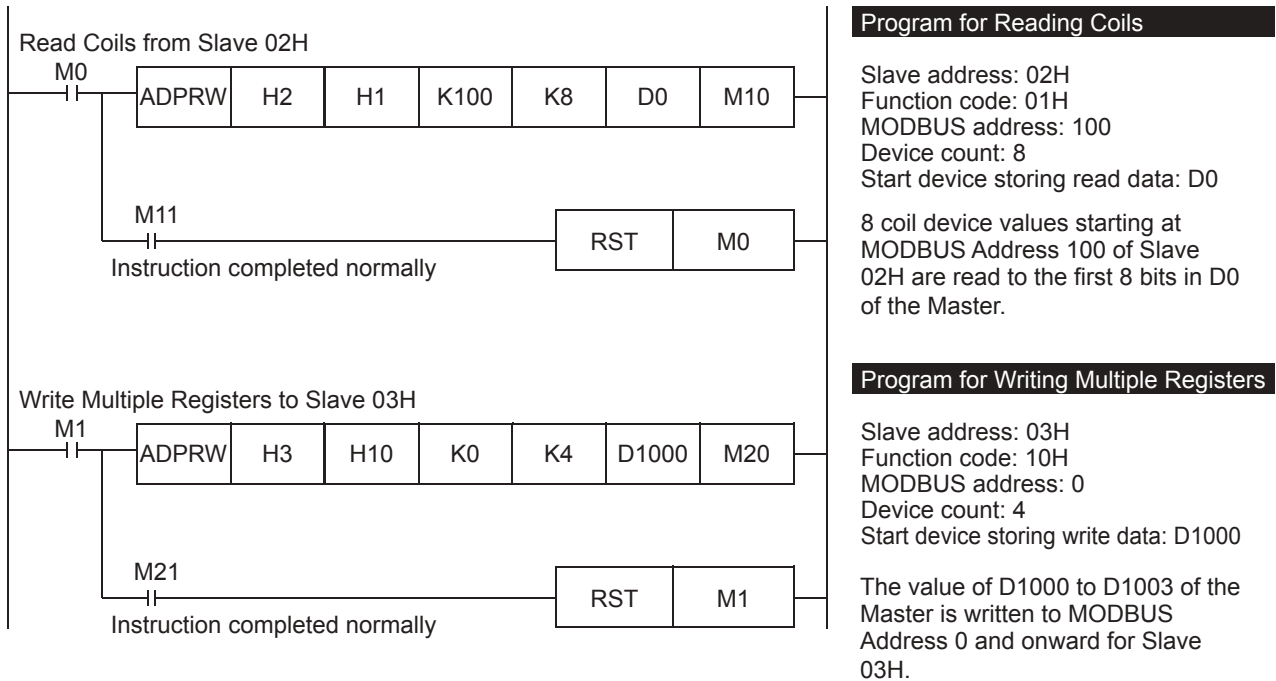 Read Coils from Slave 02H
M0
ADPRW H2 H1 K100 K8 D0 M10
M11
RST M0
Instruction completed normally
Write Multiple Registers to Slave 03H
M1
ADPRW H3 H10 K0 K4 D1000 M20
M21
RST M1
Instruction completed normally
Program for Reading Coils
Slave address: 02H
Function code: 01H
MODBUS address: 100
Device count: 8
Start device storing read data: D0
8 coil device values starting at
MODBUS Address 100 of Slave
02H are read to the first 8 bits in D0
of the Master.
Program for Writing Multiple Registers
Slave address: 03H
Function code: 10H
MODBUS address: 0
Device count: 4
Start device storing write data: D1000
The value of D1000 to D1003 of the
Master is written to MODBUS
Address 0 and onward for Slave
03H.